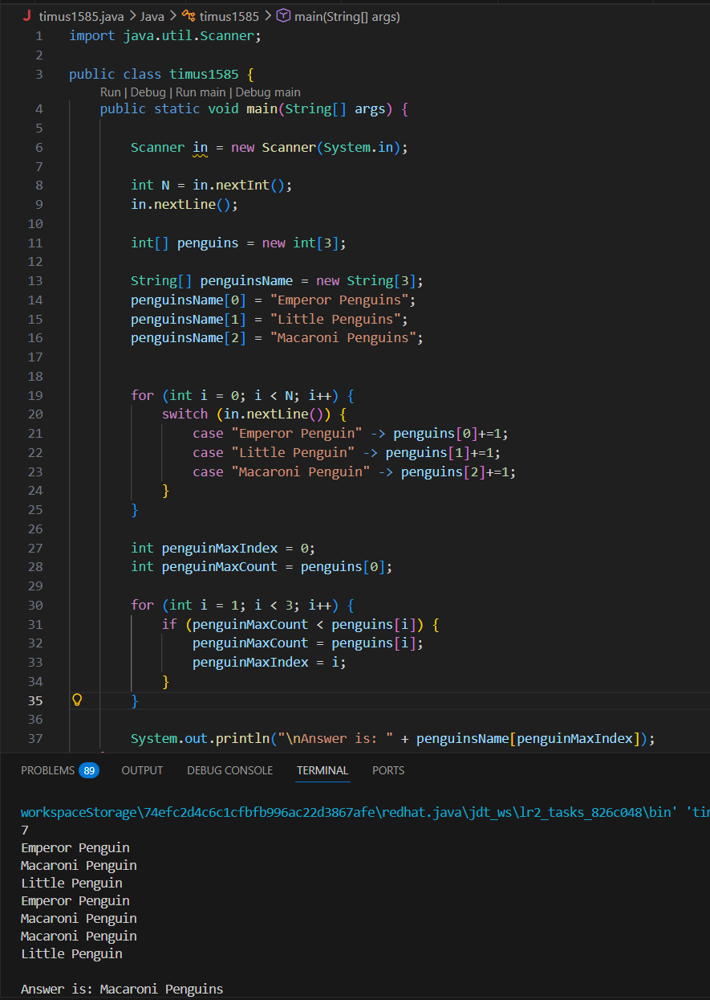 J timus1585.java > Java > timus1585 > main(String[] args)
1 import java.util.Scanner;
2
3 public class timus1585 {
Run | Debug | Run main | Debug main
4 public static void main(String[] args) {
5
6 Scanner in = new Scanner(System.in);
7
8 int N = in.nextInt();
9 in.nextLine();
10
11 int[] penguins = new int[3];
12
13 String[] penguinsName = new String[3];
14 penguinsName[0] = "Emperor Penguins";
15 penguinsName[1] = "Little Penguins";
16 penguinsName[2] = "Macaroni Penguins";
17
18
19 for (int i = 0; i < N; i++) {
20 switch (in.nextLine()) {
21 case "Emperor Penguin" -> penguins[0]+=1;
22 case "Little Penguin" -> penguins[1]+=1;
23 case "Macaroni Penguin" -> penguins[2]+=1;
24 }
25 }
26
27 int penguinMaxIndex = 0;
28 int penguinMaxCount = penguins[0];
29
30 for (int i = 1; i < 3; i++) {
31 if (penguinMaxCount < penguins[i]) {
32 penguinMaxCount = penguins[i];
33 penguinMaxIndex = i;
34 }
35 }
36
37 System.out.println("\nAnswer is: " + penguinsName[penguinMaxIndex]);
PROBLEMS 89 OUTPUT DEBUG CONSOLE TERMINAL PORTS
workspaceStorage\74efc2d4c6c1cfbfb996ac22d3867afe\redhat.java\jdt_ws\lr2_tasks_826c048\bin' 'tim
7
Emperor Penguin
Macaroni Penguin
Little Penguin
Emperor Penguin
Macaroni Penguin
Macaroni Penguin
Little Penguin
Answer is: Macaroni Penguins